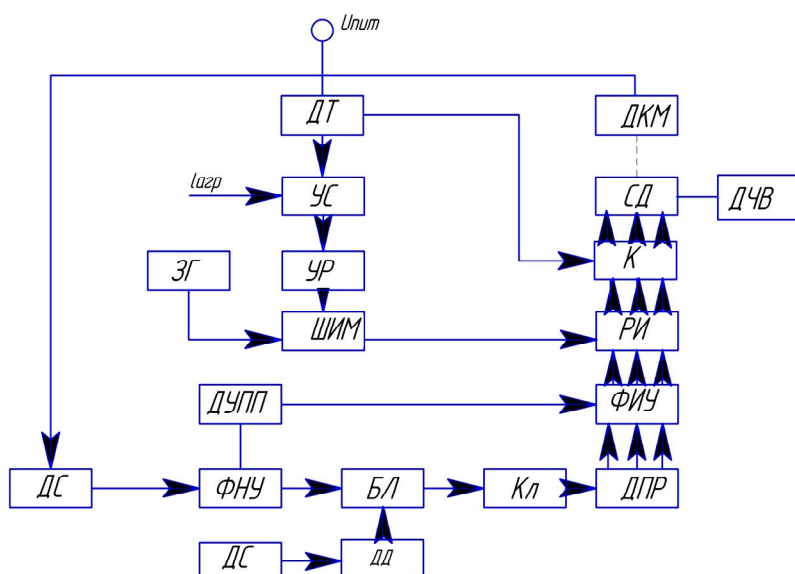 Uпит
ДТ
ДКМ
Iагр
УС
СД
ДЧВ
ЗГ
УР
К
ШИМ
РИ
ДУПП
ФИУ
ДС
ФНУ
БЛ
Кл
ДПР
ДС
ДД